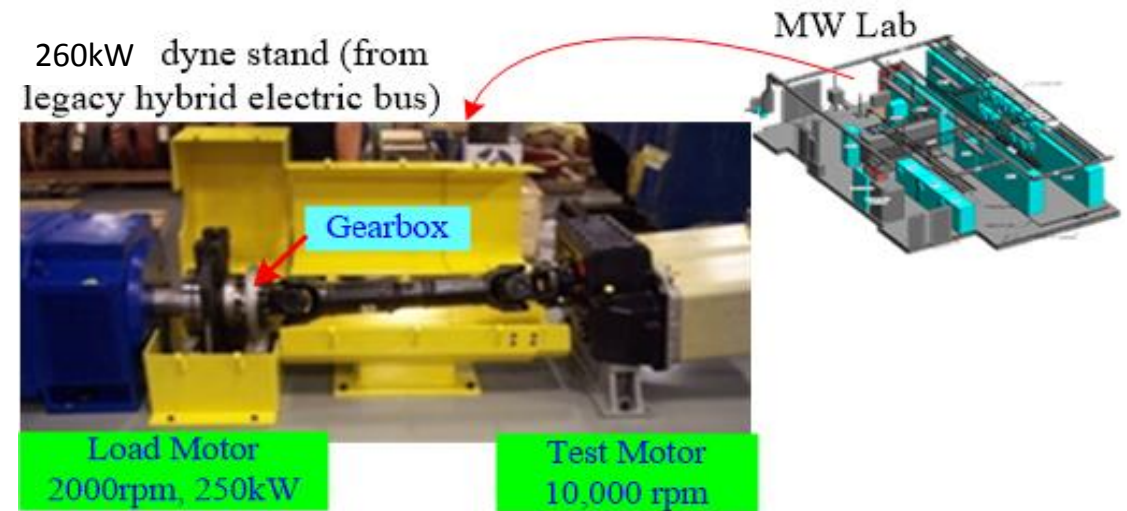 MW Lab
260kW dyne stand (from
legacy hybrid electric bus)
Gearbox
Load Motor
2000rpm, 250kW
Test Motor
10,000 rpm